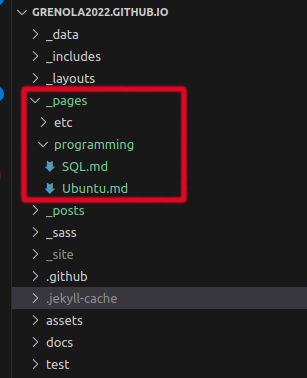 GRENOLA2022.GITHUB.IO
_data
_includes
_layouts
_pages
etc
programming
SQL.md
Ubuntu.md
_posts
_sass
_site
.github
.jekyll-cache
assets
docs
test